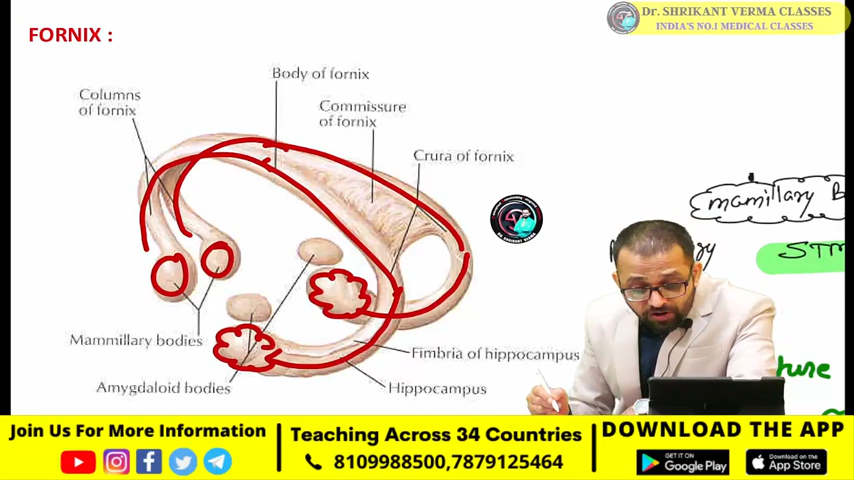 Dr. SHRIKANT VERMA CLASSES
INDIA'S NO.1 MEDICAL CLASSES
FORNIX :
Body of fornix
Columns
of fornix
Commissure
of fornix
Crura of fornix
mamillary B
Mammillary bodies
Fimbria of hippocampus
Amygdaloid bodies
Hippocampus
ture
Join Us For More Information
Teaching Across 34 Countries
8109988500,7879125464
DOWNLOAD THE APP
GET IT ON
Google Play
Download on the
App Store